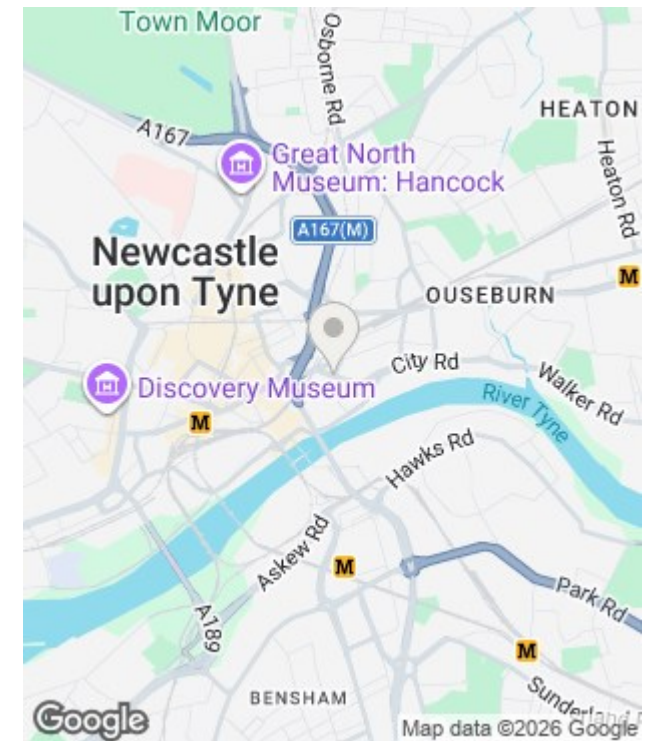 Town Moor
Osborne Rd
HEATON
A167
Heaton Rd
Great North
Museum: Hancock
A167(M)
Newcastle
upon Tyne
M
OUSEBURN
City Rd
Walker Rd
Discovery Museum
River Tyne
M
Hawks Rd
Askew Rd
M
Park Rd
A189
M
BENSHAM
Sunderland
Google
Map data ©2026 Google